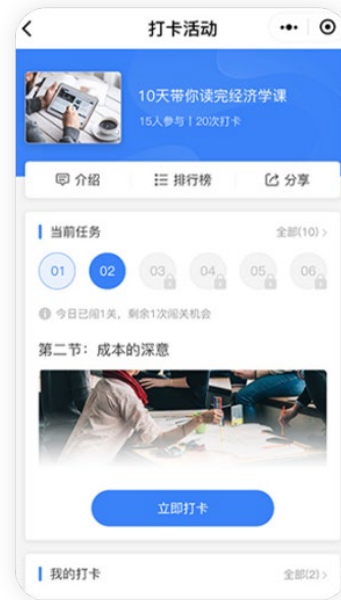 打卡活动
10天带你读完经济学课
15人参与 | 20次打卡
介绍
排行榜
分享
当前任务
全部(10) >
01 02 03 04 05 06
今日已闯1关，剩余1次闯关机会
第二节：成本的深意
立即打卡
我的打卡
全部(2) >